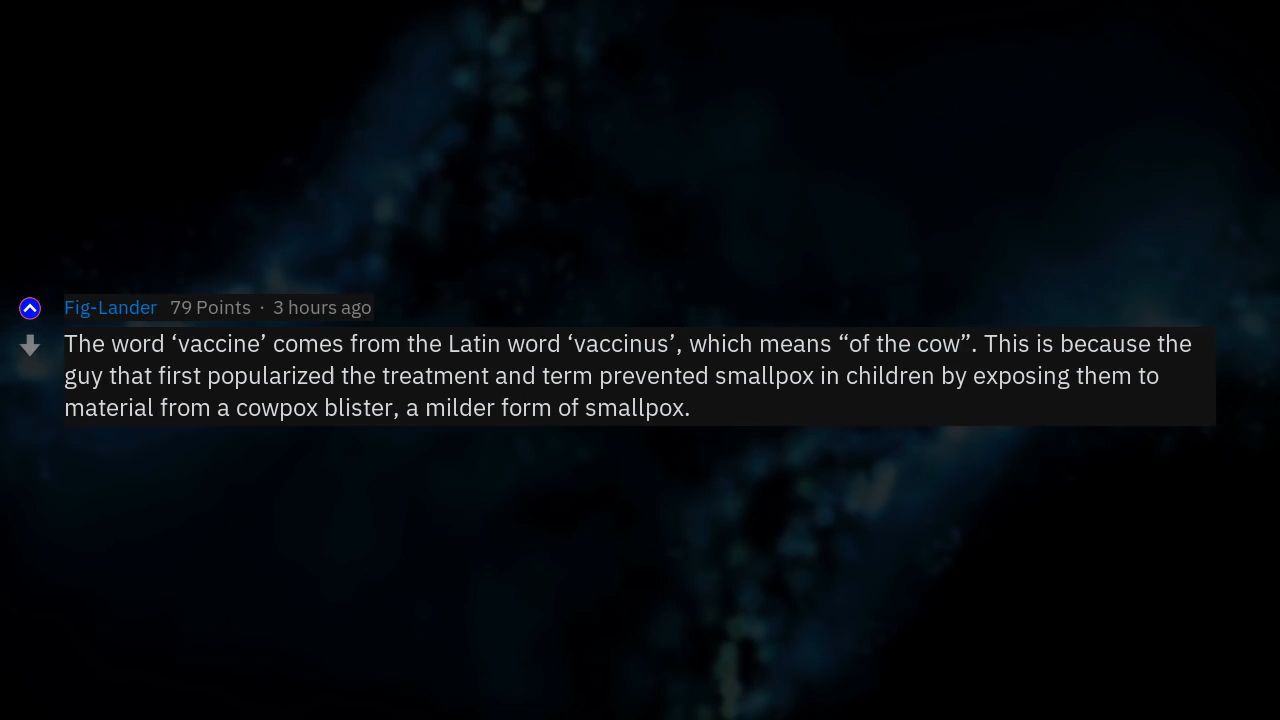 Fig-Lander 79 Points · 3 hours ago
The word ‘vaccine’ comes from the Latin word ‘vaccinus’, which means “of the cow”. This is because the
guy that first popularized the treatment and term prevented smallpox in children by exposing them to
material from a cowpox blister, a milder form of smallpox.